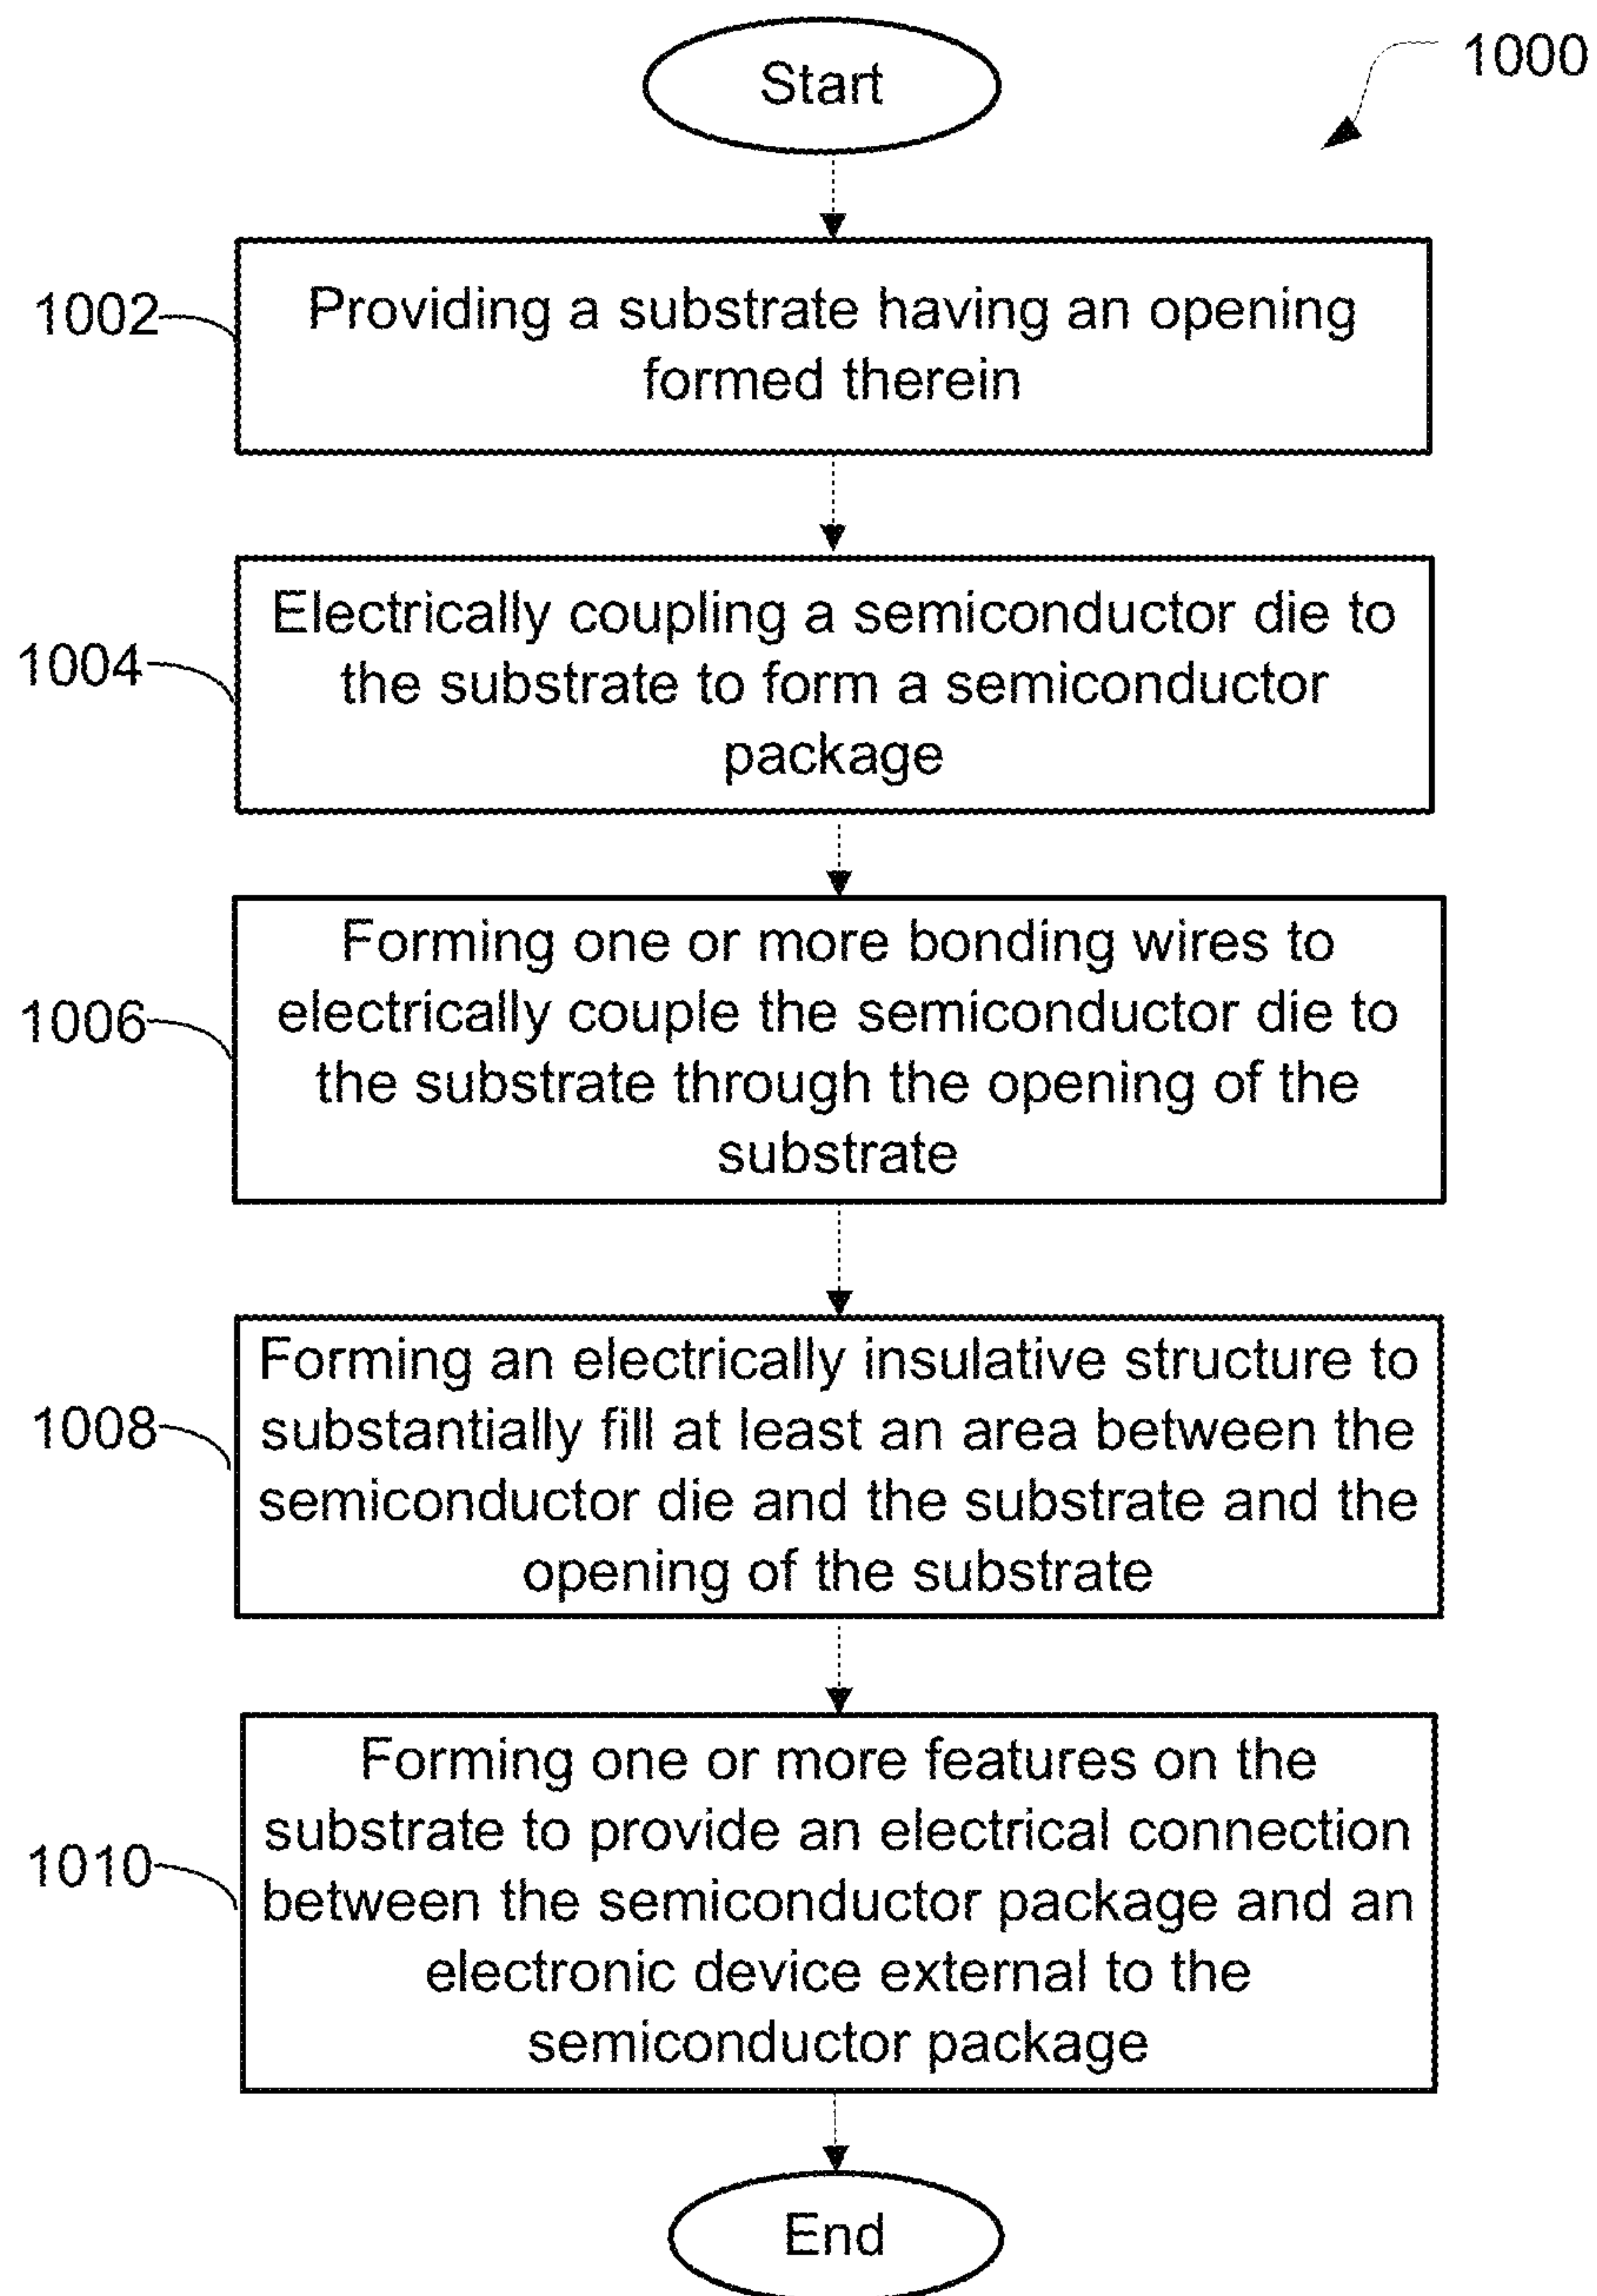 Start
1000
1002
Providing a substrate having an opening
formed therein
1004
Electrically coupling a semiconductor die to
the substrate to form a semiconductor
package
1006
Forming one or more bonding wires to
electrically couple the semiconductor die to
the substrate through the opening of the
substrate
1008
Forming an electrically insulative structure to
substantially fill at least an area between the
semiconductor die and the substrate and the
opening of the substrate
1010
Forming one or more features on the
substrate to provide an electrical connection
between the semiconductor package and an
electronic device external to the
semiconductor package
End